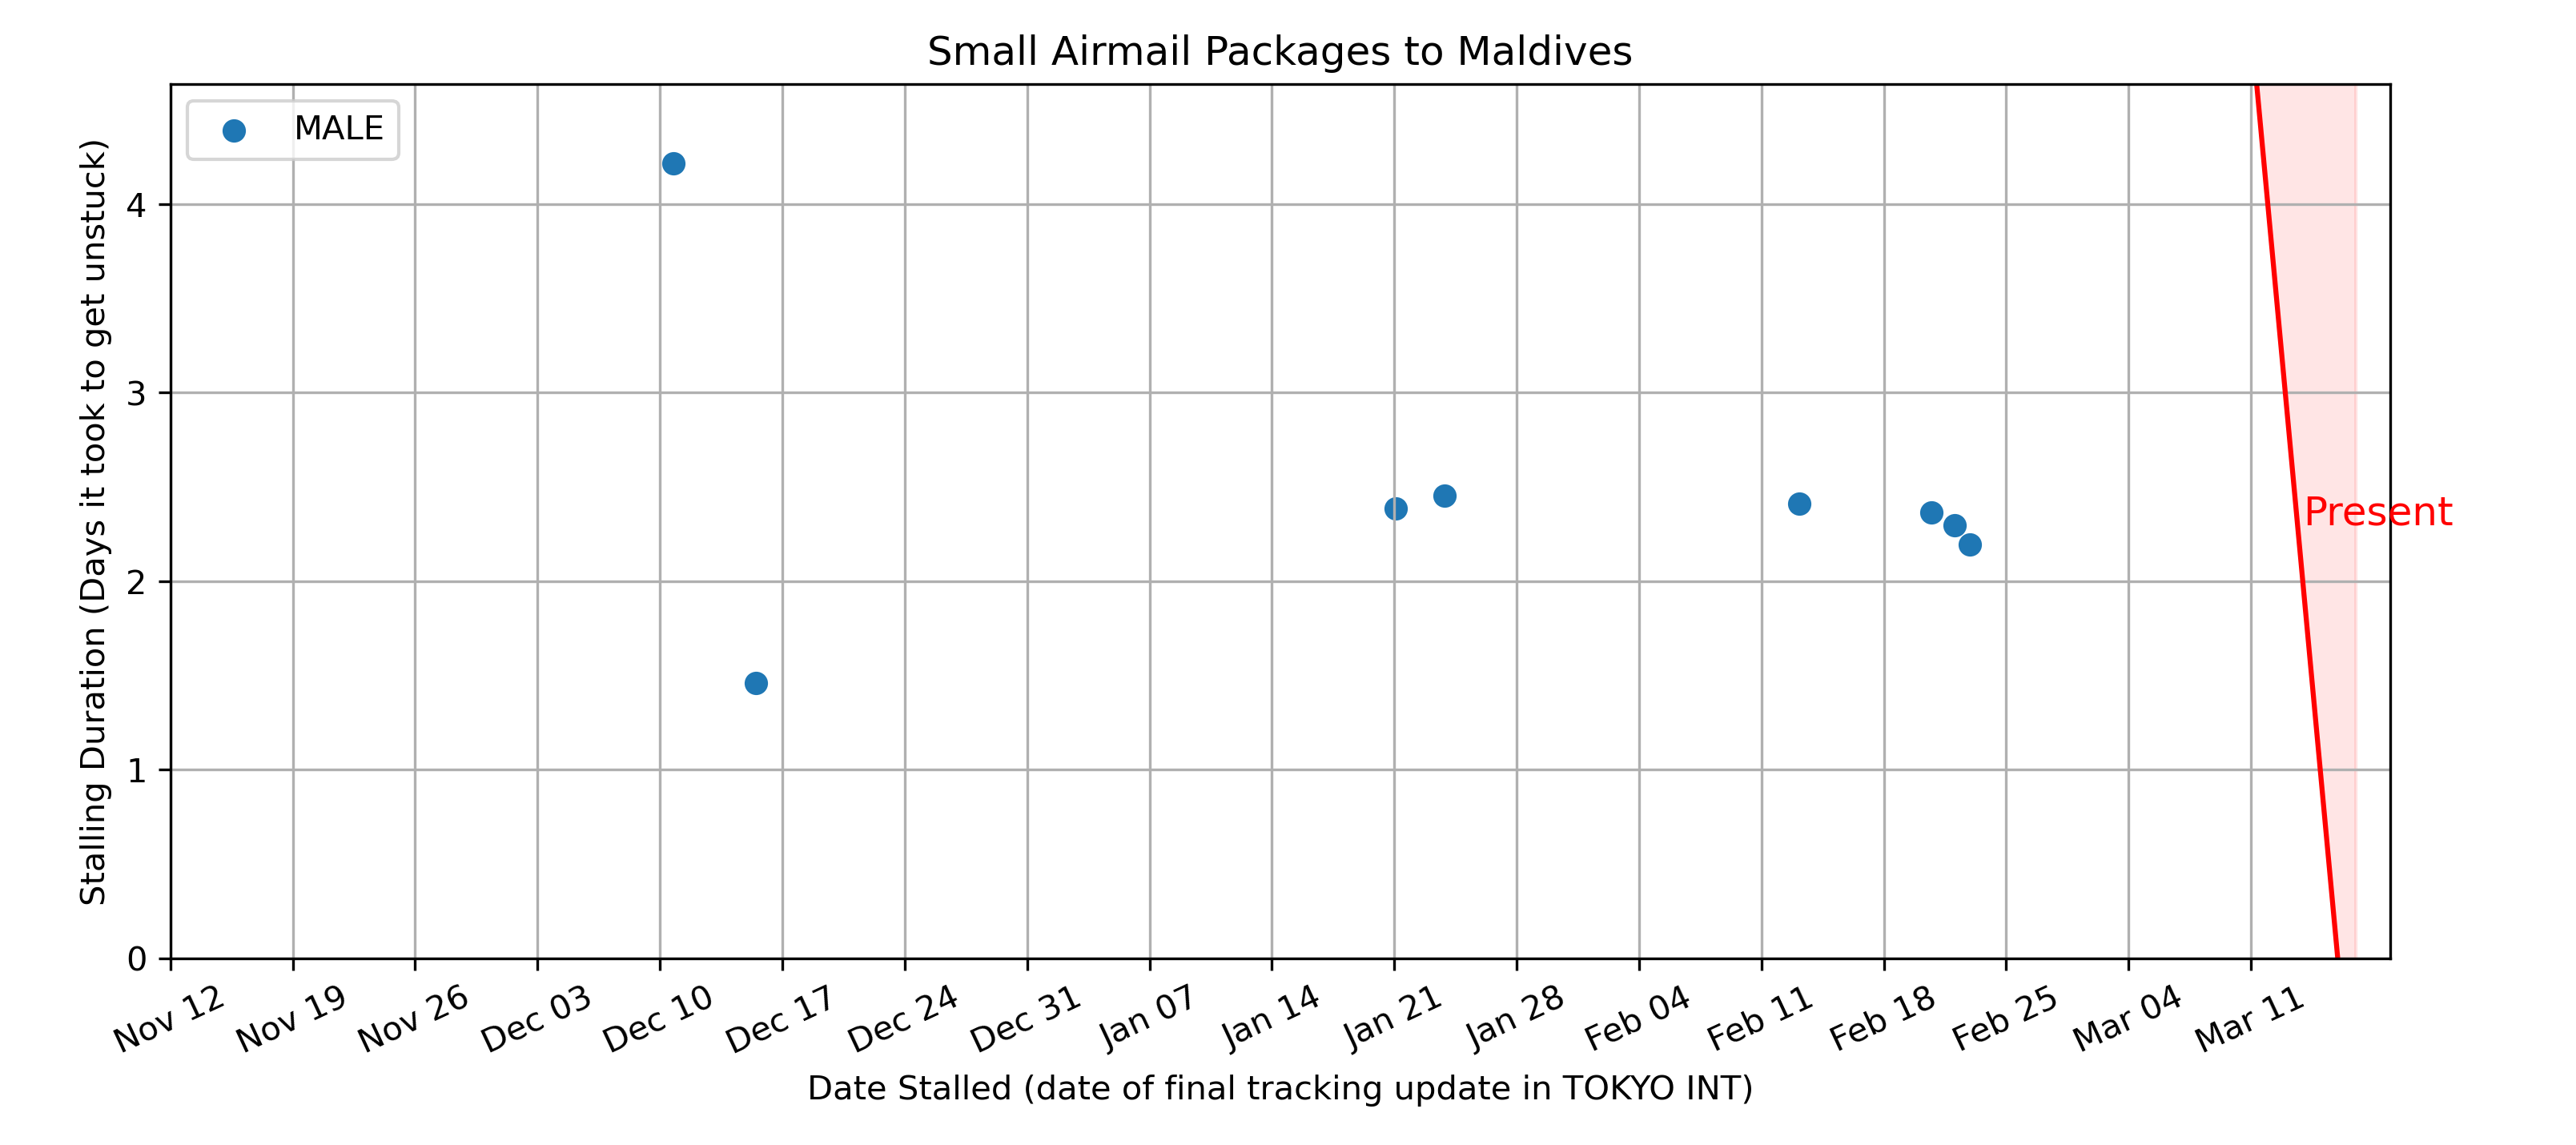 Small Airmail Packages to Maldives
MALE
Stalling Duration (Days it took to get unstuck)
4
3
2
1
0
Present
Nov 12
Nov 19
Nov 26
Dec 03
Dec 10
Dec 17
Dec 24
Dec 31
Jan 07
Jan 14
Jan 21
Jan 28
Feb 04
Feb 11
Feb 18
Feb 25
Mar 04
Mar 11
Date Stalled (date of final tracking update in TOKYO INT)